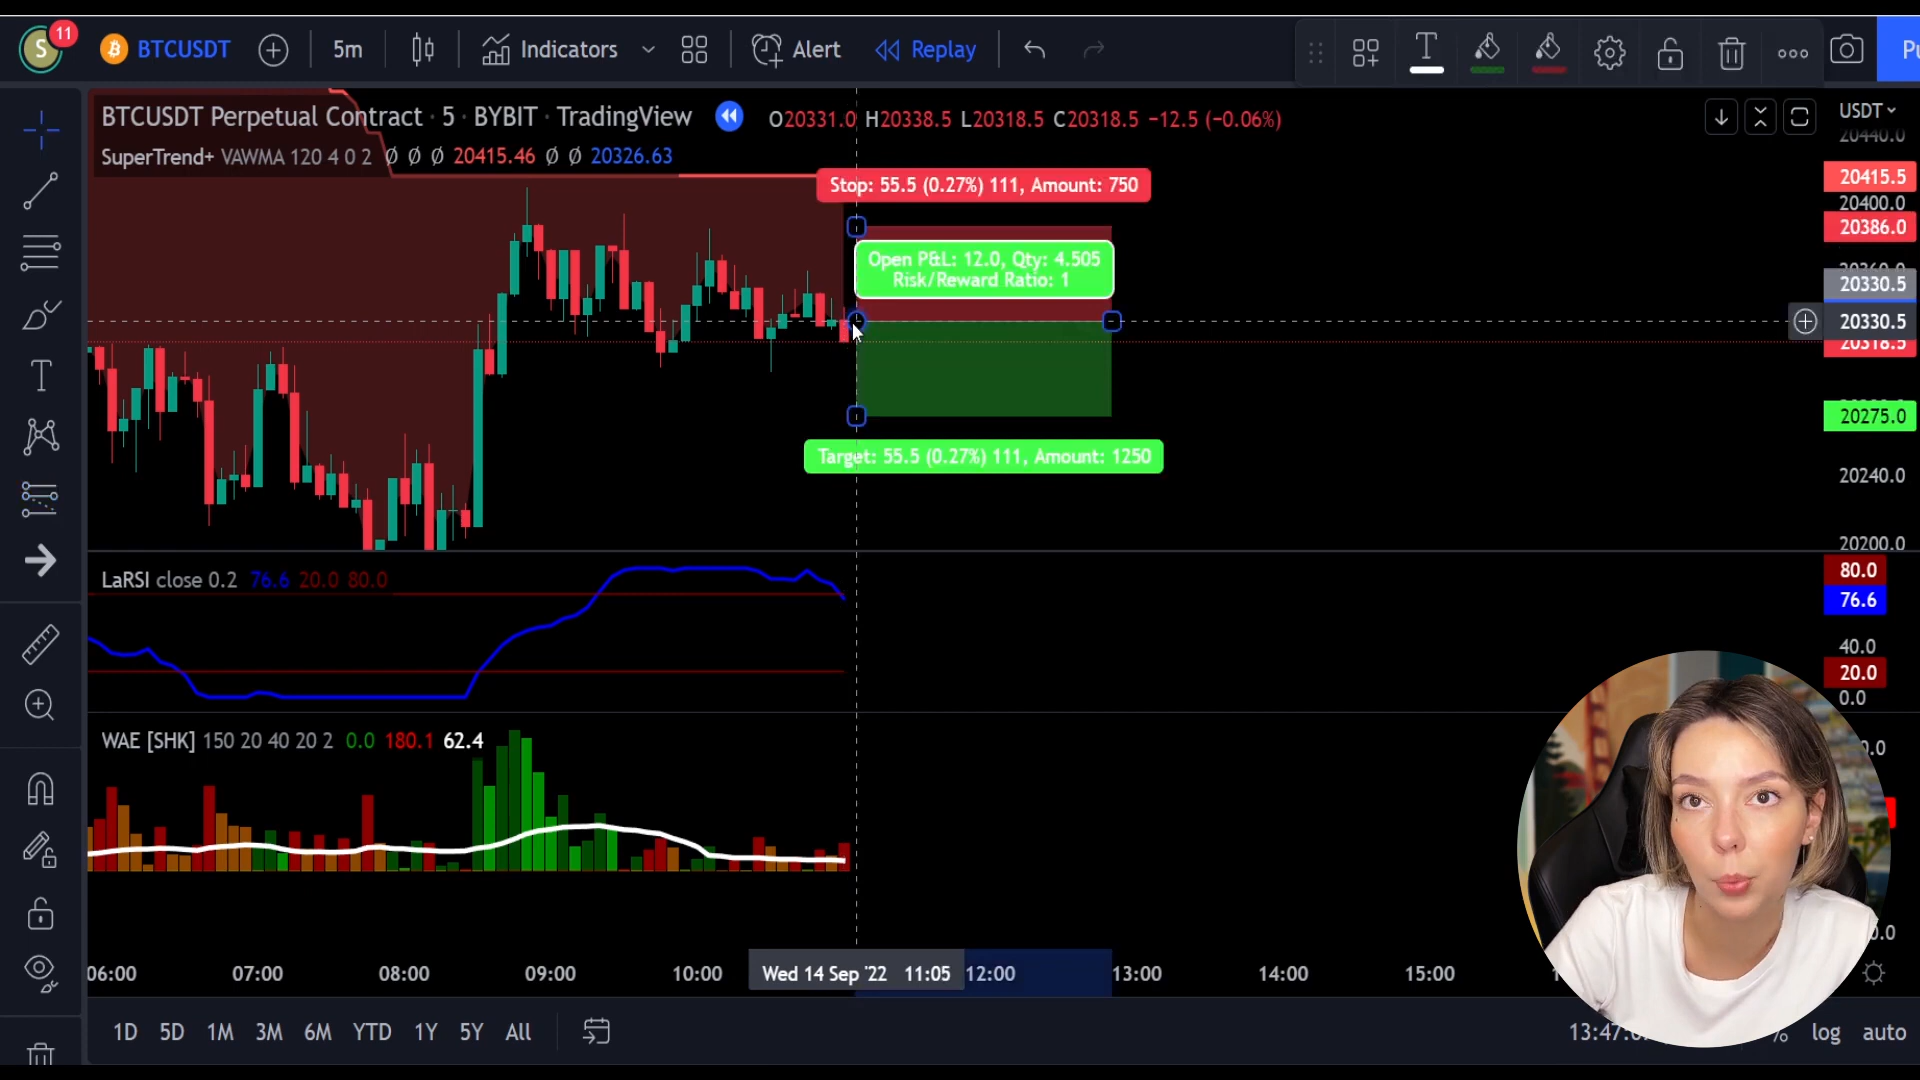 S 11 BTCUSDT 5m Indicators Alert Replay T Pu
BTCUSDT Perpetual Contract · 5 · BYBIT · TradingView O20331.0 H20338.5 L20318.5 C20318.5 −12.5 (−0.06%) USDT
SuperTrend+ VAWMA 120 4 0 2 Ø Ø Ø 20415.46 Ø Ø 20326.63
20440.0
20415.5
20400.0
20386.0
20330.5
20330.5
20318.5
20275.0
20240.0
20200.0
Stop: 55.5 (0.27%) 111, Amount: 750
Open P&L: 12.0, Qty: 4.505
Risk/Reward Ratio: 1
Target: 55.5 (0.27%) 111, Amount: 1250
LaRSI close 0.2 76.6 20.0 80.0
80.0
76.6
40.0
20.0
0.0
WAE [SHK] 150 20 40 20 2 0.0 180.1 62.4
06:00 07:00 08:00 09:00 10:00 Wed 14 Sep '22 11:05 12:00 13:00 14:00 15:00
1D 5D 1M 3M 6M YTD 1Y 5Y All % log auto